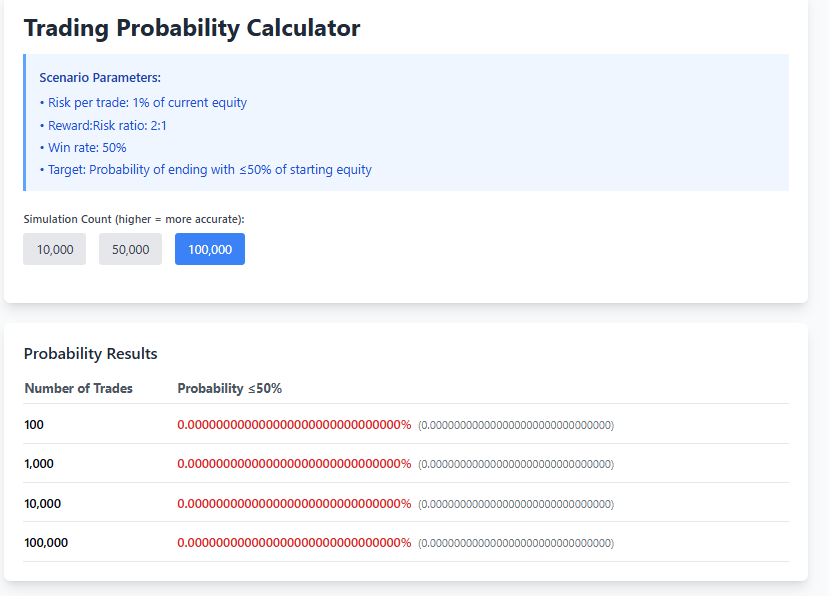 Trading Probability Calculator
Scenario Parameters:
• Risk per trade: 1% of current equity
• Reward:Risk ratio: 2:1
• Win rate: 50%
• Target: Probability of ending with ≤50% of starting equity
Simulation Count (higher = more accurate):
10,000 50,000 100,000
Probability Results
Number of Trades Probability ≤50%
100 0.000000000000000000000000000000% (0.000000000000000000000000000000)
1,000 0.000000000000000000000000000000% (0.000000000000000000000000000000)
10,000 0.000000000000000000000000000000% (0.000000000000000000000000000000)
100,000 0.000000000000000000000000000000% (0.000000000000000000000000000000)